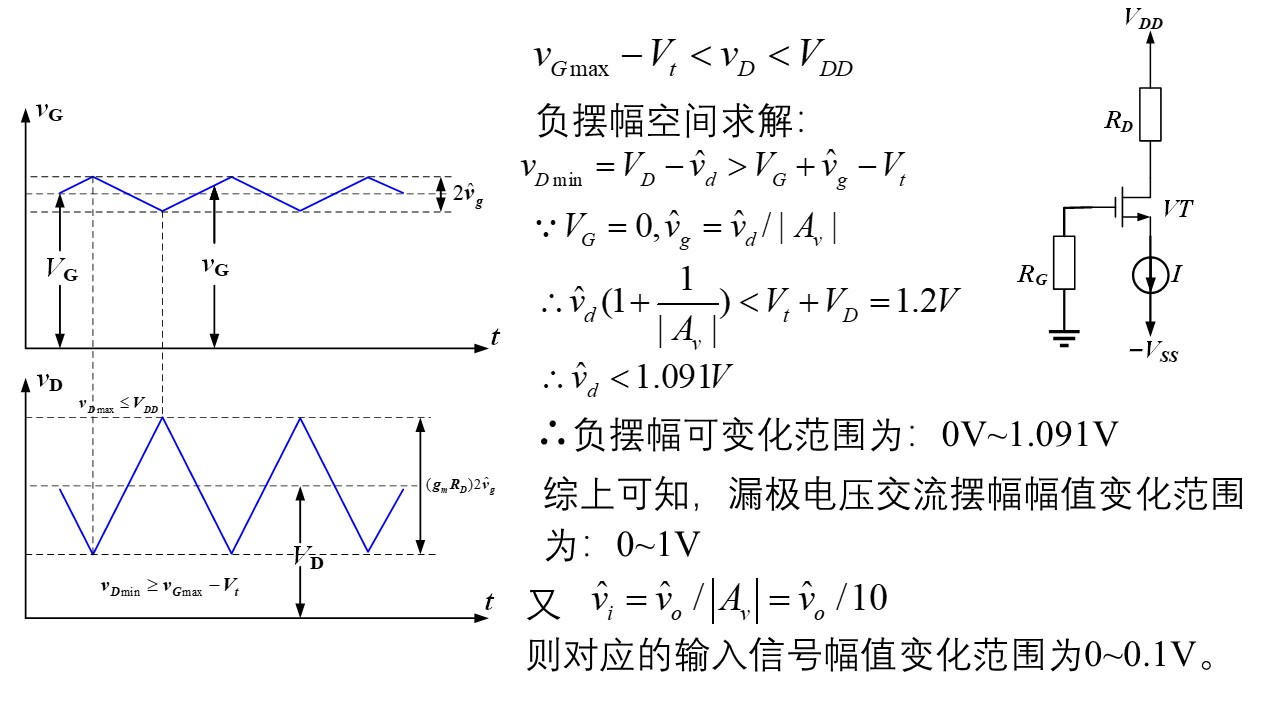 v_G
2v̂_g
V_G
v_G
t
v_D
v_Dmax ≤ V_DD
(g_m R_D)2v̂_g
V_D
v_Dmin ≥ v_Gmax − V_t
t
v_Gmax − V_t < v_D < V_DD
负摆幅空间求解：
v_Dmin = V_D − v̂_d > V_G + v̂_g − V_t
∵ V_G = 0, v̂_g = v̂_d / | A_v |
∴ v̂_d (1 + 1 / | A_v |) < V_t + V_D = 1.2V
∴ v̂_d < 1.091V
∴负摆幅可变化范围为：0V~1.091V
综上可知，漏极电压交流摆幅幅值变化范围
为：0~1V
又 v̂_i = v̂_o / |A_v| = v̂_o / 10
则对应的输入信号幅值变化范围为0~0.1V。
V_DD
R_D
VT
R_G
I
−V_SS